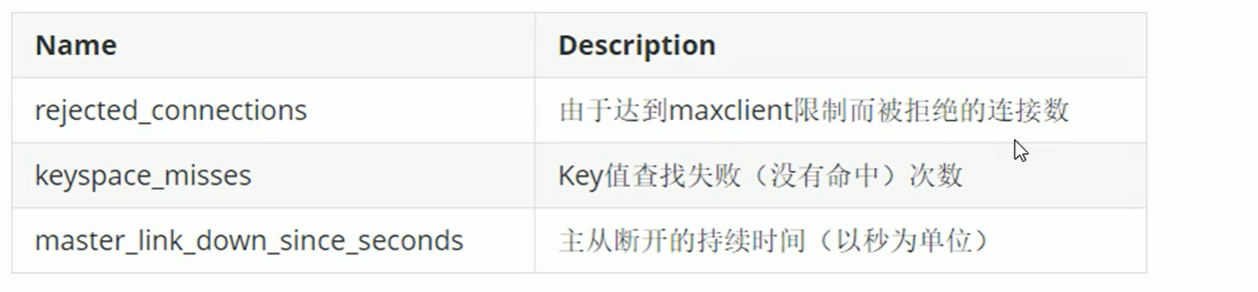 Name Description
rejected_connections 由于达到maxclient限制而被拒绝的连接数
keyspace_misses Key值查找失败（没有命中）次数
master_link_down_since_seconds 主从断开的持续时间（以秒为单位）